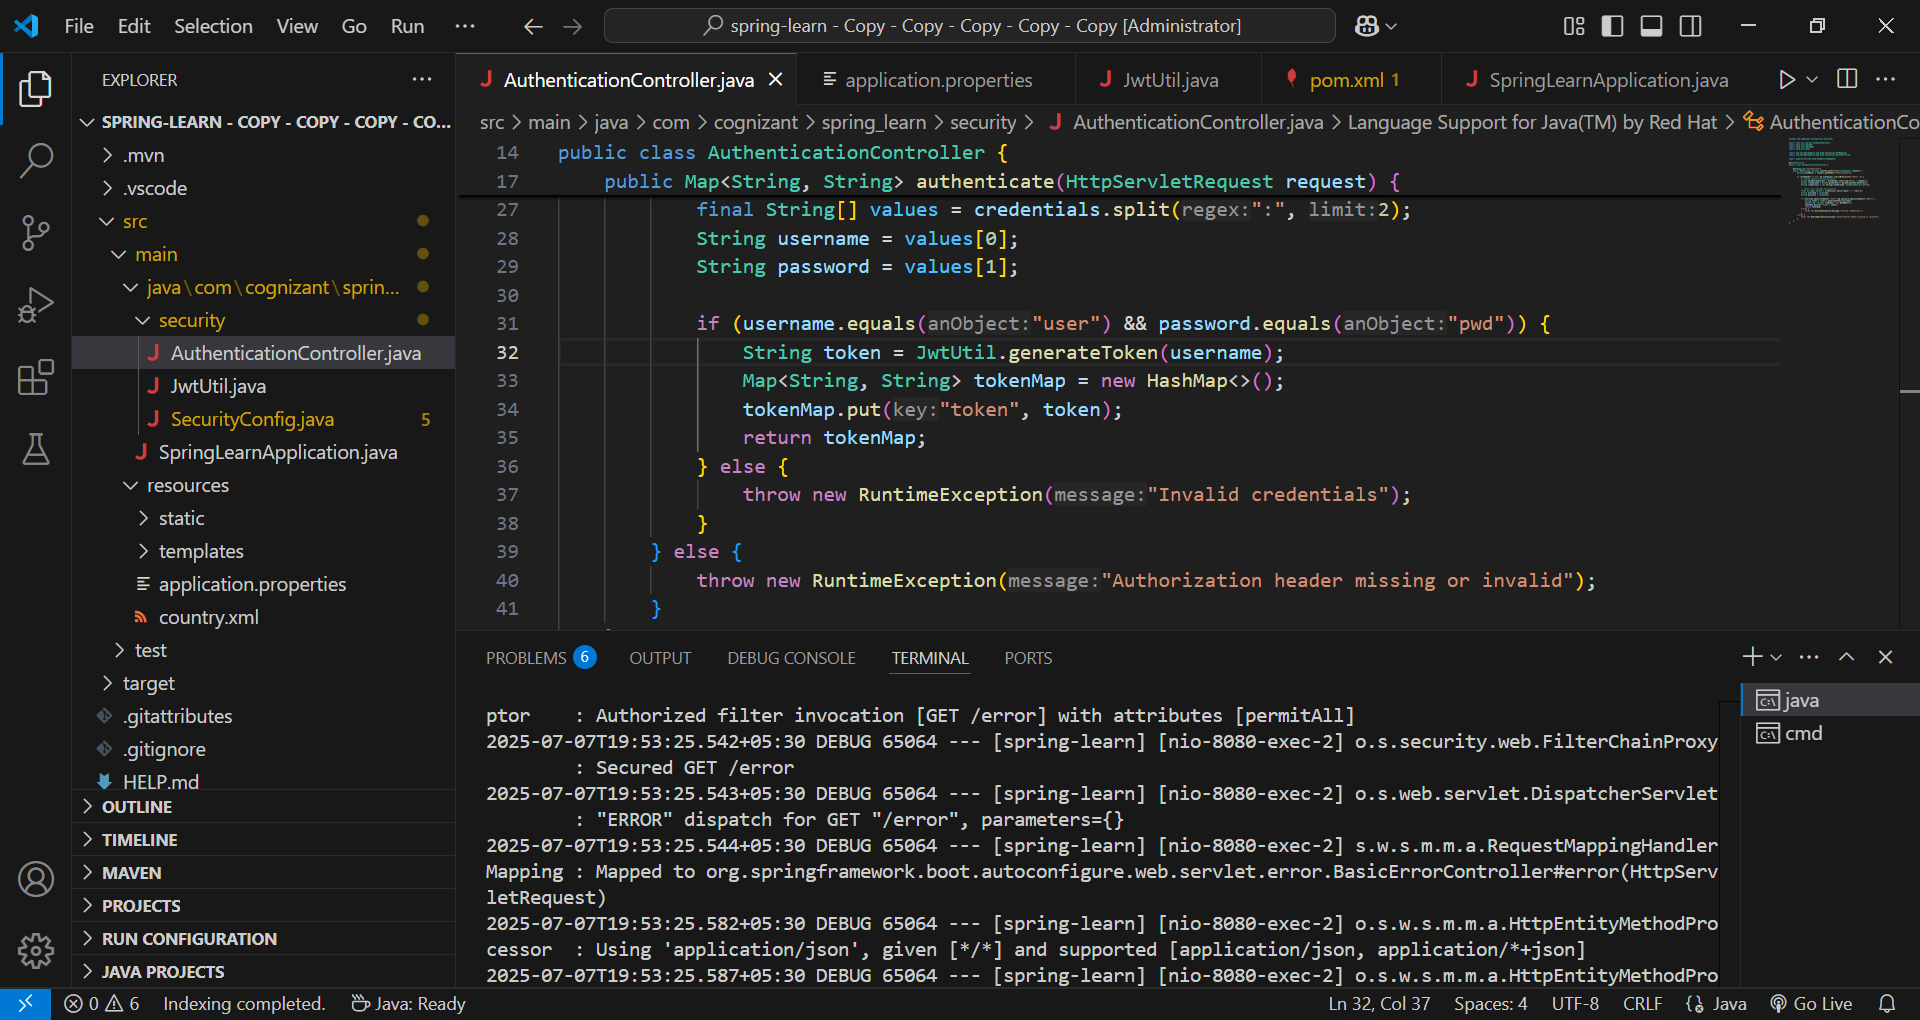 File Edit Selection View Go Run ··· spring-learn - Copy - Copy - Copy - Copy - Copy [Administrator]
EXPLORER
SPRING-LEARN - COPY - COPY - COPY - CO...
.mvn
.vscode
src
main
java\com\cognizant\sprin...
security
AuthenticationController.java
JwtUtil.java
SecurityConfig.java 5
SpringLearnApplication.java
resources
static
templates
application.properties
country.xml
test
target
.gitattributes
.gitignore
HELP.md
OUTLINE
TIMELINE
MAVEN
PROJECTS
RUN CONFIGURATION
JAVA PROJECTS
AuthenticationController.java application.properties JwtUtil.java pom.xml 1 SpringLearnApplication.java
src > main > java > com > cognizant > spring_learn > security > AuthenticationController.java > Language Support for Java(TM) by Red Hat > AuthenticationCo
14 public class AuthenticationController {
17 public Map<String, String> authenticate(HttpServletRequest request) {
27 final String[] values = credentials.split(regex:":", limit:2);
28 String username = values[0];
29 String password = values[1];
30
31 if (username.equals(anObject:"user") && password.equals(anObject:"pwd")) {
32 String token = JwtUtil.generateToken(username);
33 Map<String, String> tokenMap = new HashMap<>();
34 tokenMap.put(key:"token", token);
35 return tokenMap;
36 } else {
37 throw new RuntimeException(message:"Invalid credentials");
38 }
39 } else {
40 throw new RuntimeException(message:"Authorization header missing or invalid");
41 }
PROBLEMS 6 OUTPUT DEBUG CONSOLE TERMINAL PORTS
ptor : Authorized filter invocation [GET /error] with attributes [permitAll]
2025-07-07T19:53:25.542+05:30 DEBUG 65064 --- [spring-learn] [nio-8080-exec-2] o.s.security.web.FilterChainProxy
: Secured GET /error
2025-07-07T19:53:25.543+05:30 DEBUG 65064 --- [spring-learn] [nio-8080-exec-2] o.s.web.servlet.DispatcherServlet
: "ERROR" dispatch for GET "/error", parameters={}
2025-07-07T19:53:25.544+05:30 DEBUG 65064 --- [spring-learn] [nio-8080-exec-2] s.w.s.m.m.a.RequestMappingHandler
Mapping : Mapped to org.springframework.boot.autoconfigure.web.servlet.error.BasicErrorController#error(HttpServ
letRequest)
2025-07-07T19:53:25.582+05:30 DEBUG 65064 --- [spring-learn] [nio-8080-exec-2] o.s.w.s.m.m.a.HttpEntityMethodPro
cessor : Using 'application/json', given [*/*] and supported [application/json, application/*+json]
2025-07-07T19:53:25.587+05:30 DEBUG 65064 --- [spring-learn] [nio-8080-exec-2] o.s.w.s.m.m.a.HttpEntityMethodPro
java
cmd
0 6 Indexing completed. Java: Ready Ln 32, Col 37 Spaces: 4 UTF-8 CRLF Java Go Live